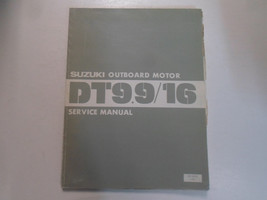 SUZUKI OUTBOARD MOTOR
DT9.9/16
SERVICE MANUAL